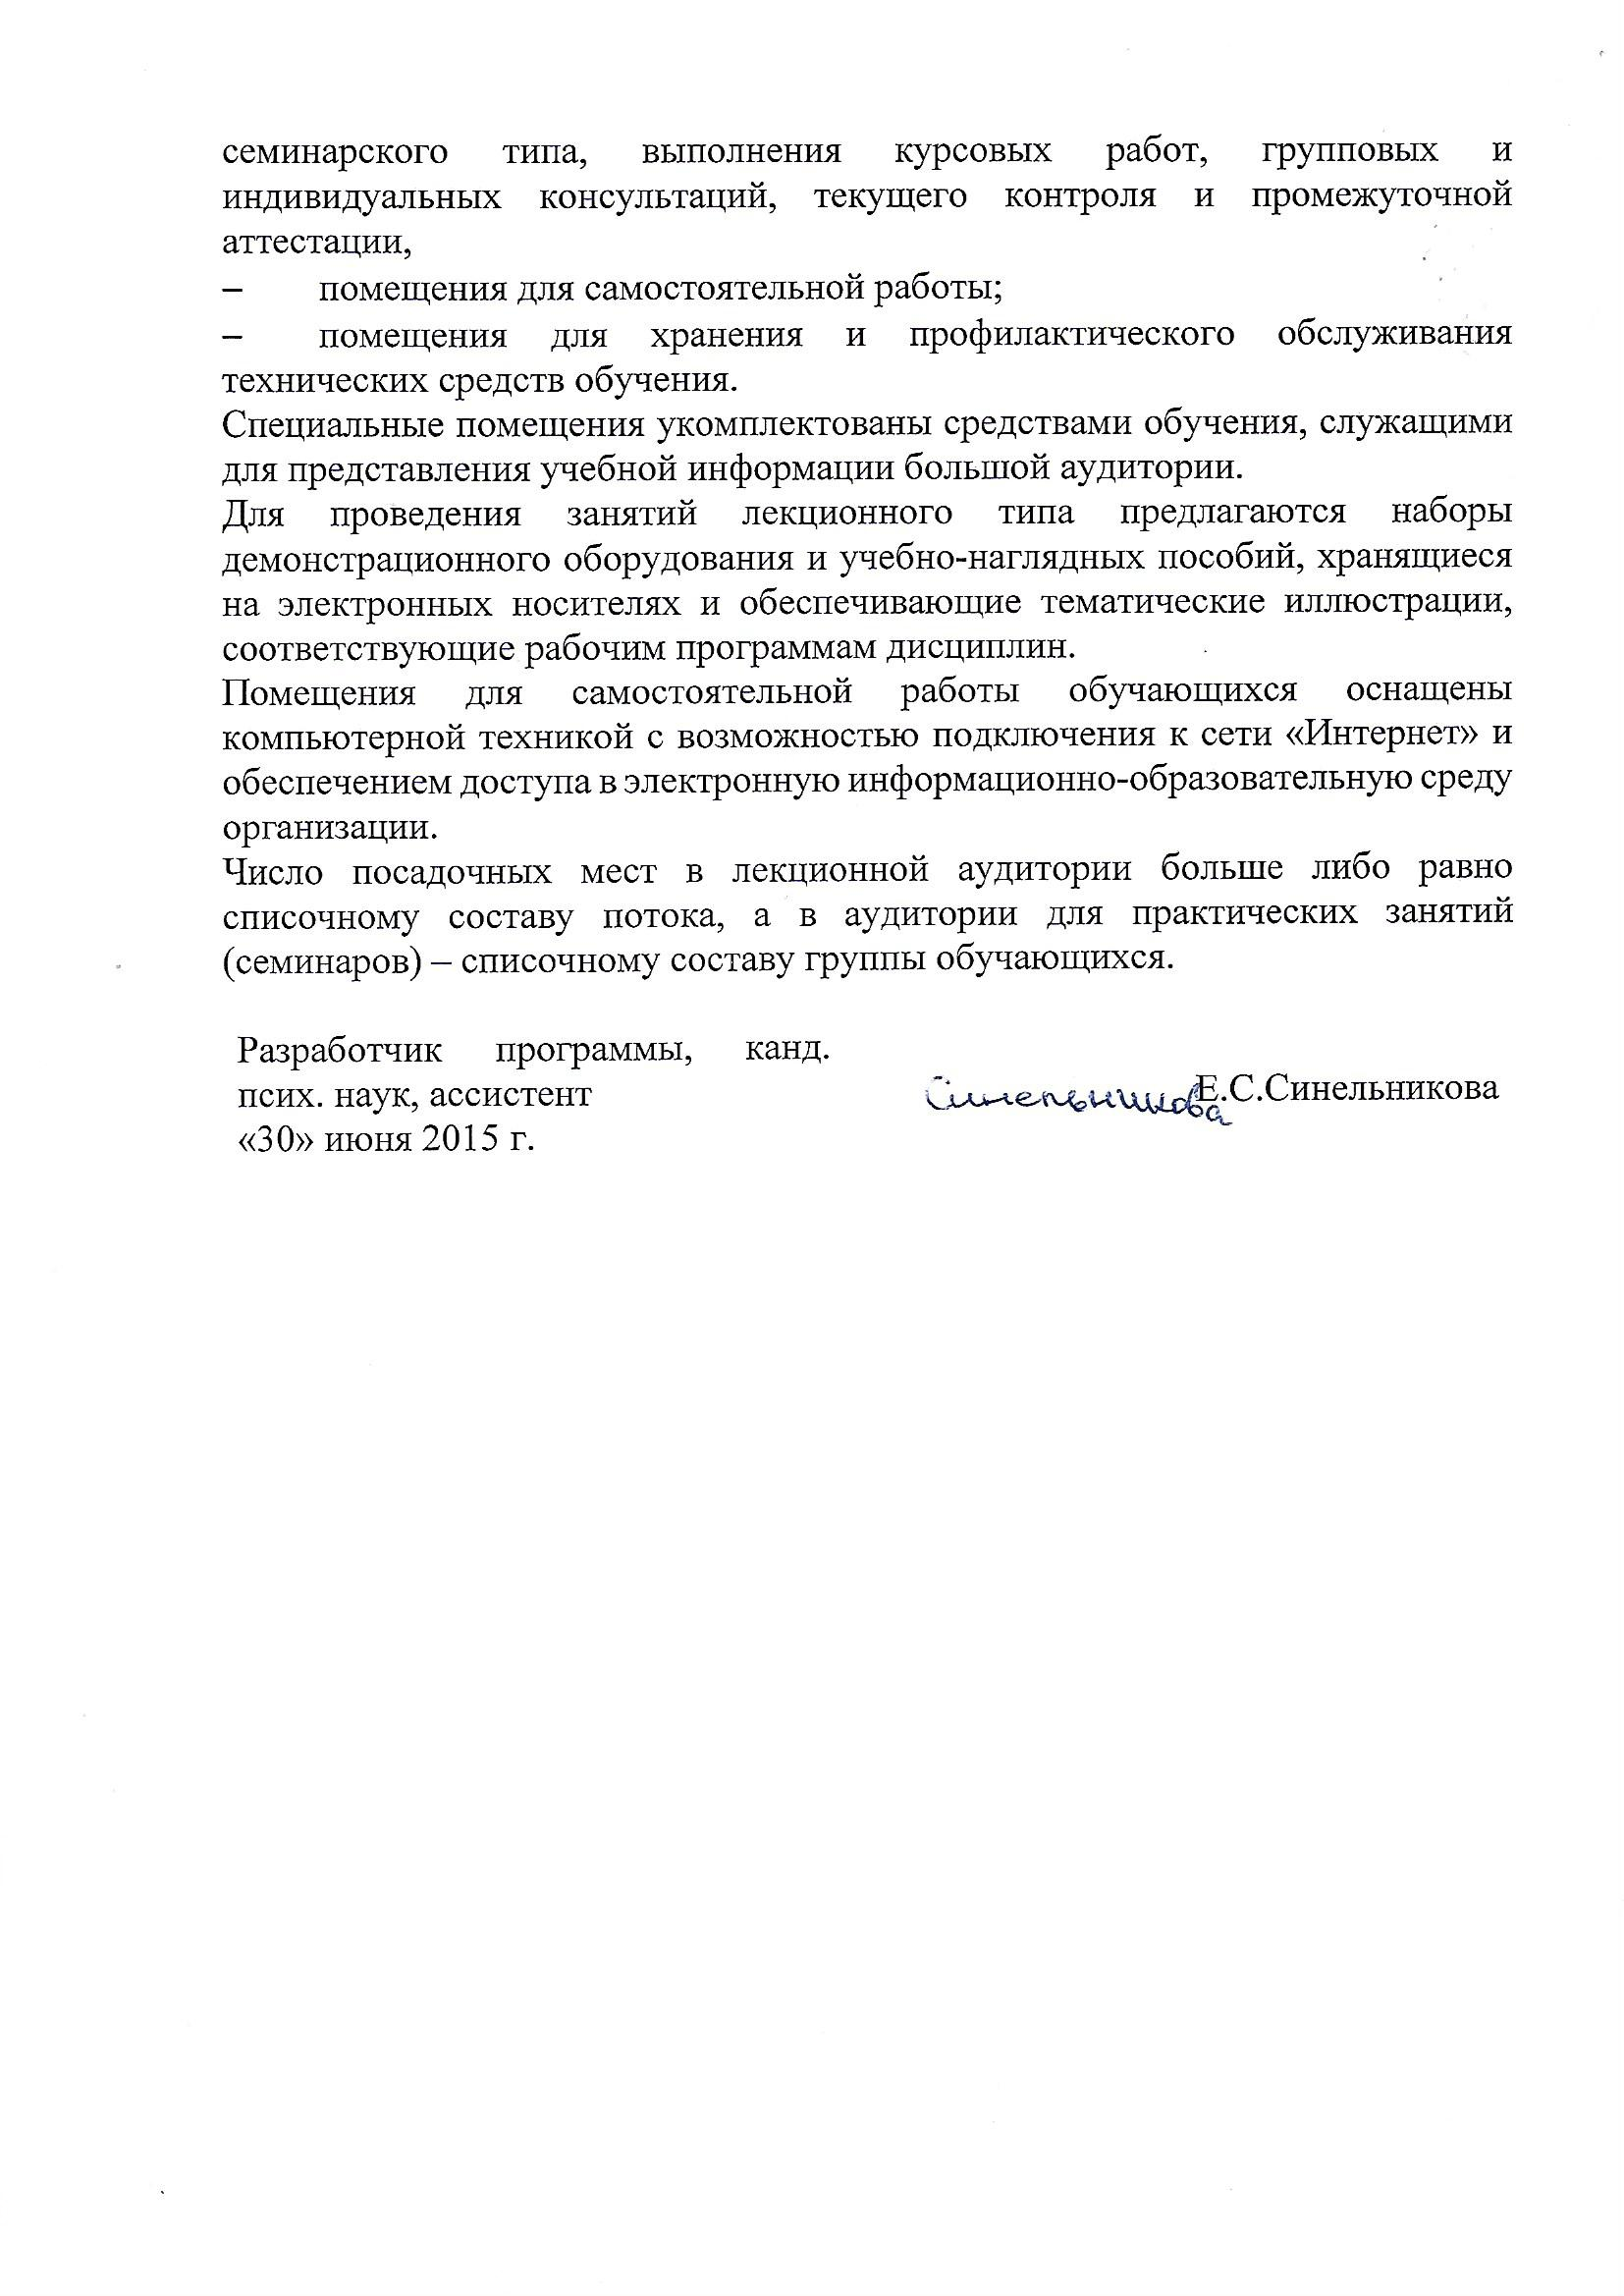 семинарского типа, выполнения курсовых работ, групповых и
индивидуальных консультаций, текущего контроля и промежуточной
аттестации,
– помещения для самостоятельной работы;
– помещения для хранения и профилактического обслуживания
технических средств обучения.
Специальные помещения укомплектованы средствами обучения, служащими
для представления учебной информации большой аудитории.
Для проведения занятий лекционного типа предлагаются наборы
демонстрационного оборудования и учебно-наглядных пособий, хранящиеся
на электронных носителях и обеспечивающие тематические иллюстрации,
соответствующие рабочим программам дисциплин.
Помещения для самостоятельной работы обучающихся оснащены
компьютерной техникой с возможностью подключения к сети «Интернет» и
обеспечением доступа в электронную информационно-образовательную среду
организации.
Число посадочных мест в лекционной аудитории больше либо равно
списочному составу потока, а в аудитории для практических занятий
(семинаров) – списочному составу группы обучающихся.
Разработчик программы, канд.
псих. наук, ассистент Синельникова Е.С.Синельникова
«30» июня 2015 г.